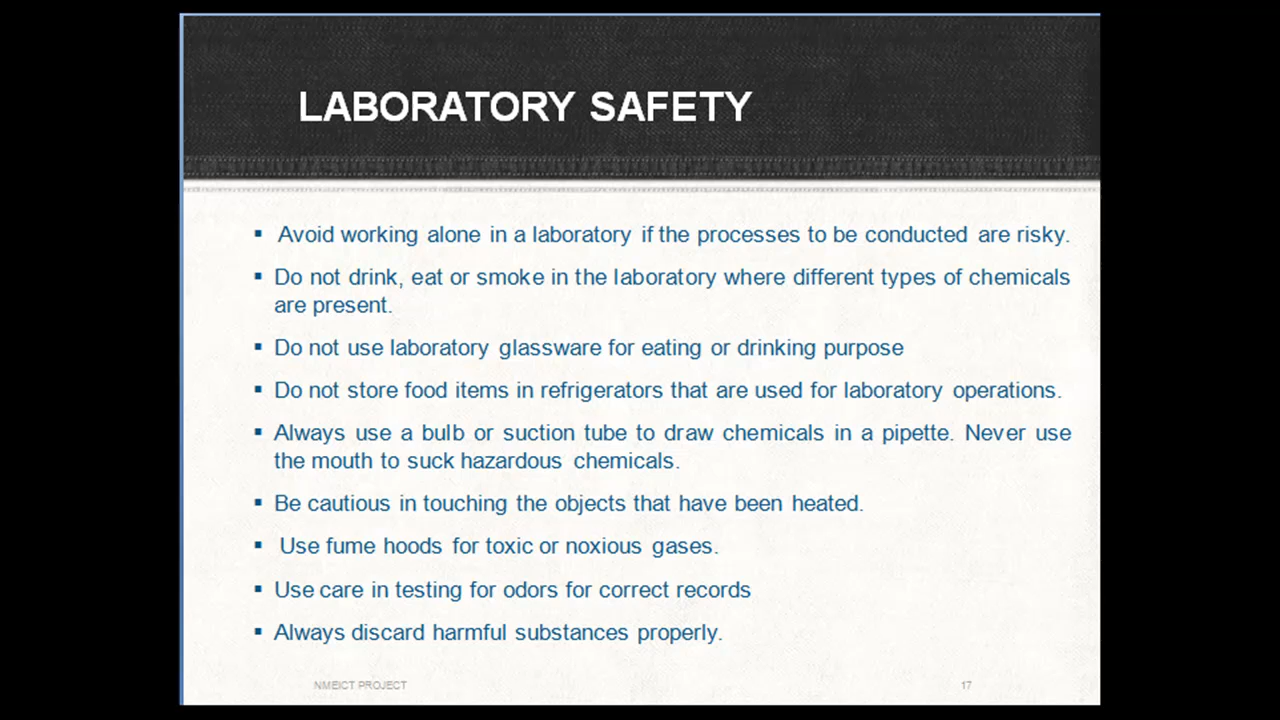 LABORATORY SAFETY
▪ Avoid working alone in a laboratory if the processes to be conducted are risky.
▪ Do not drink, eat or smoke in the laboratory where different types of chemicals
are present.
▪ Do not use laboratory glassware for eating or drinking purpose
▪ Do not store food items in refrigerators that are used for laboratory operations.
▪ Always use a bulb or suction tube to draw chemicals in a pipette. Never use
the mouth to suck hazardous chemicals.
▪ Be cautious in touching the objects that have been heated.
▪ Use fume hoods for toxic or noxious gases.
▪ Use care in testing for odors for correct records
▪ Always discard harmful substances properly.
NMEICT PROJECT 17